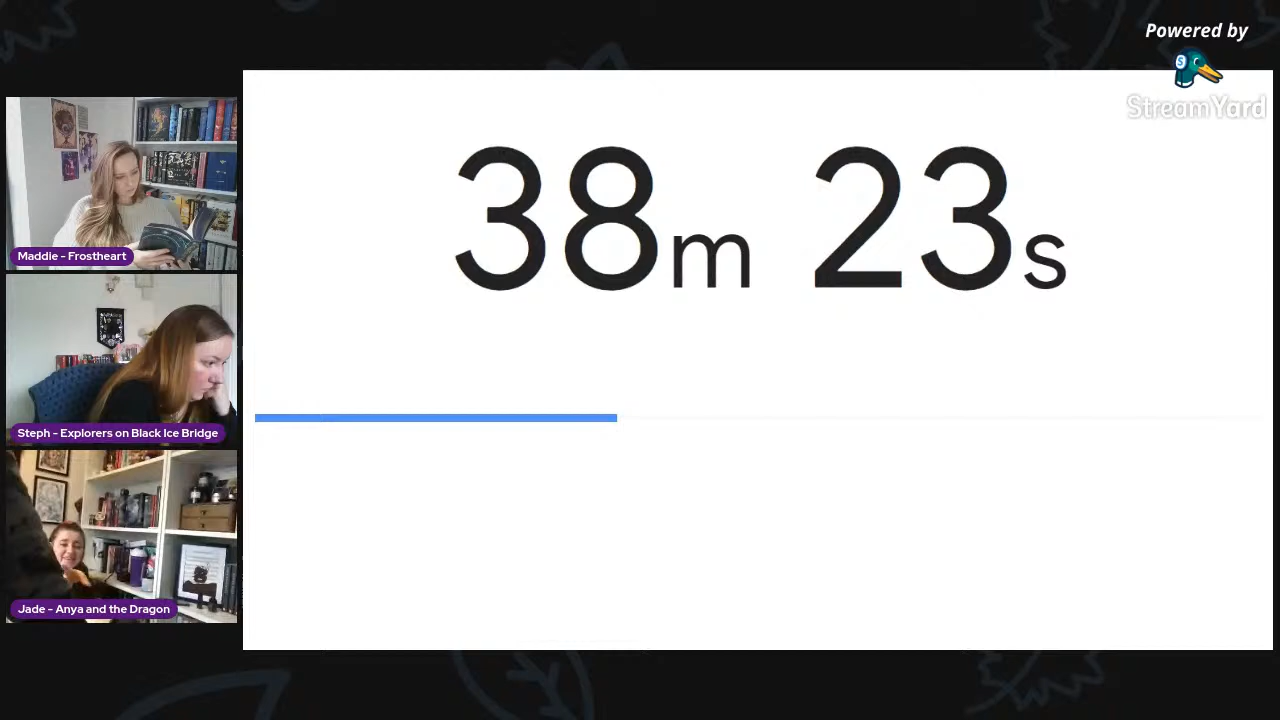 Powered by
StreamYard
38m 23s
Maddie - Frostheart
Steph - Explorers on Black Ice Bridge
Jade - Anya and the Dragon